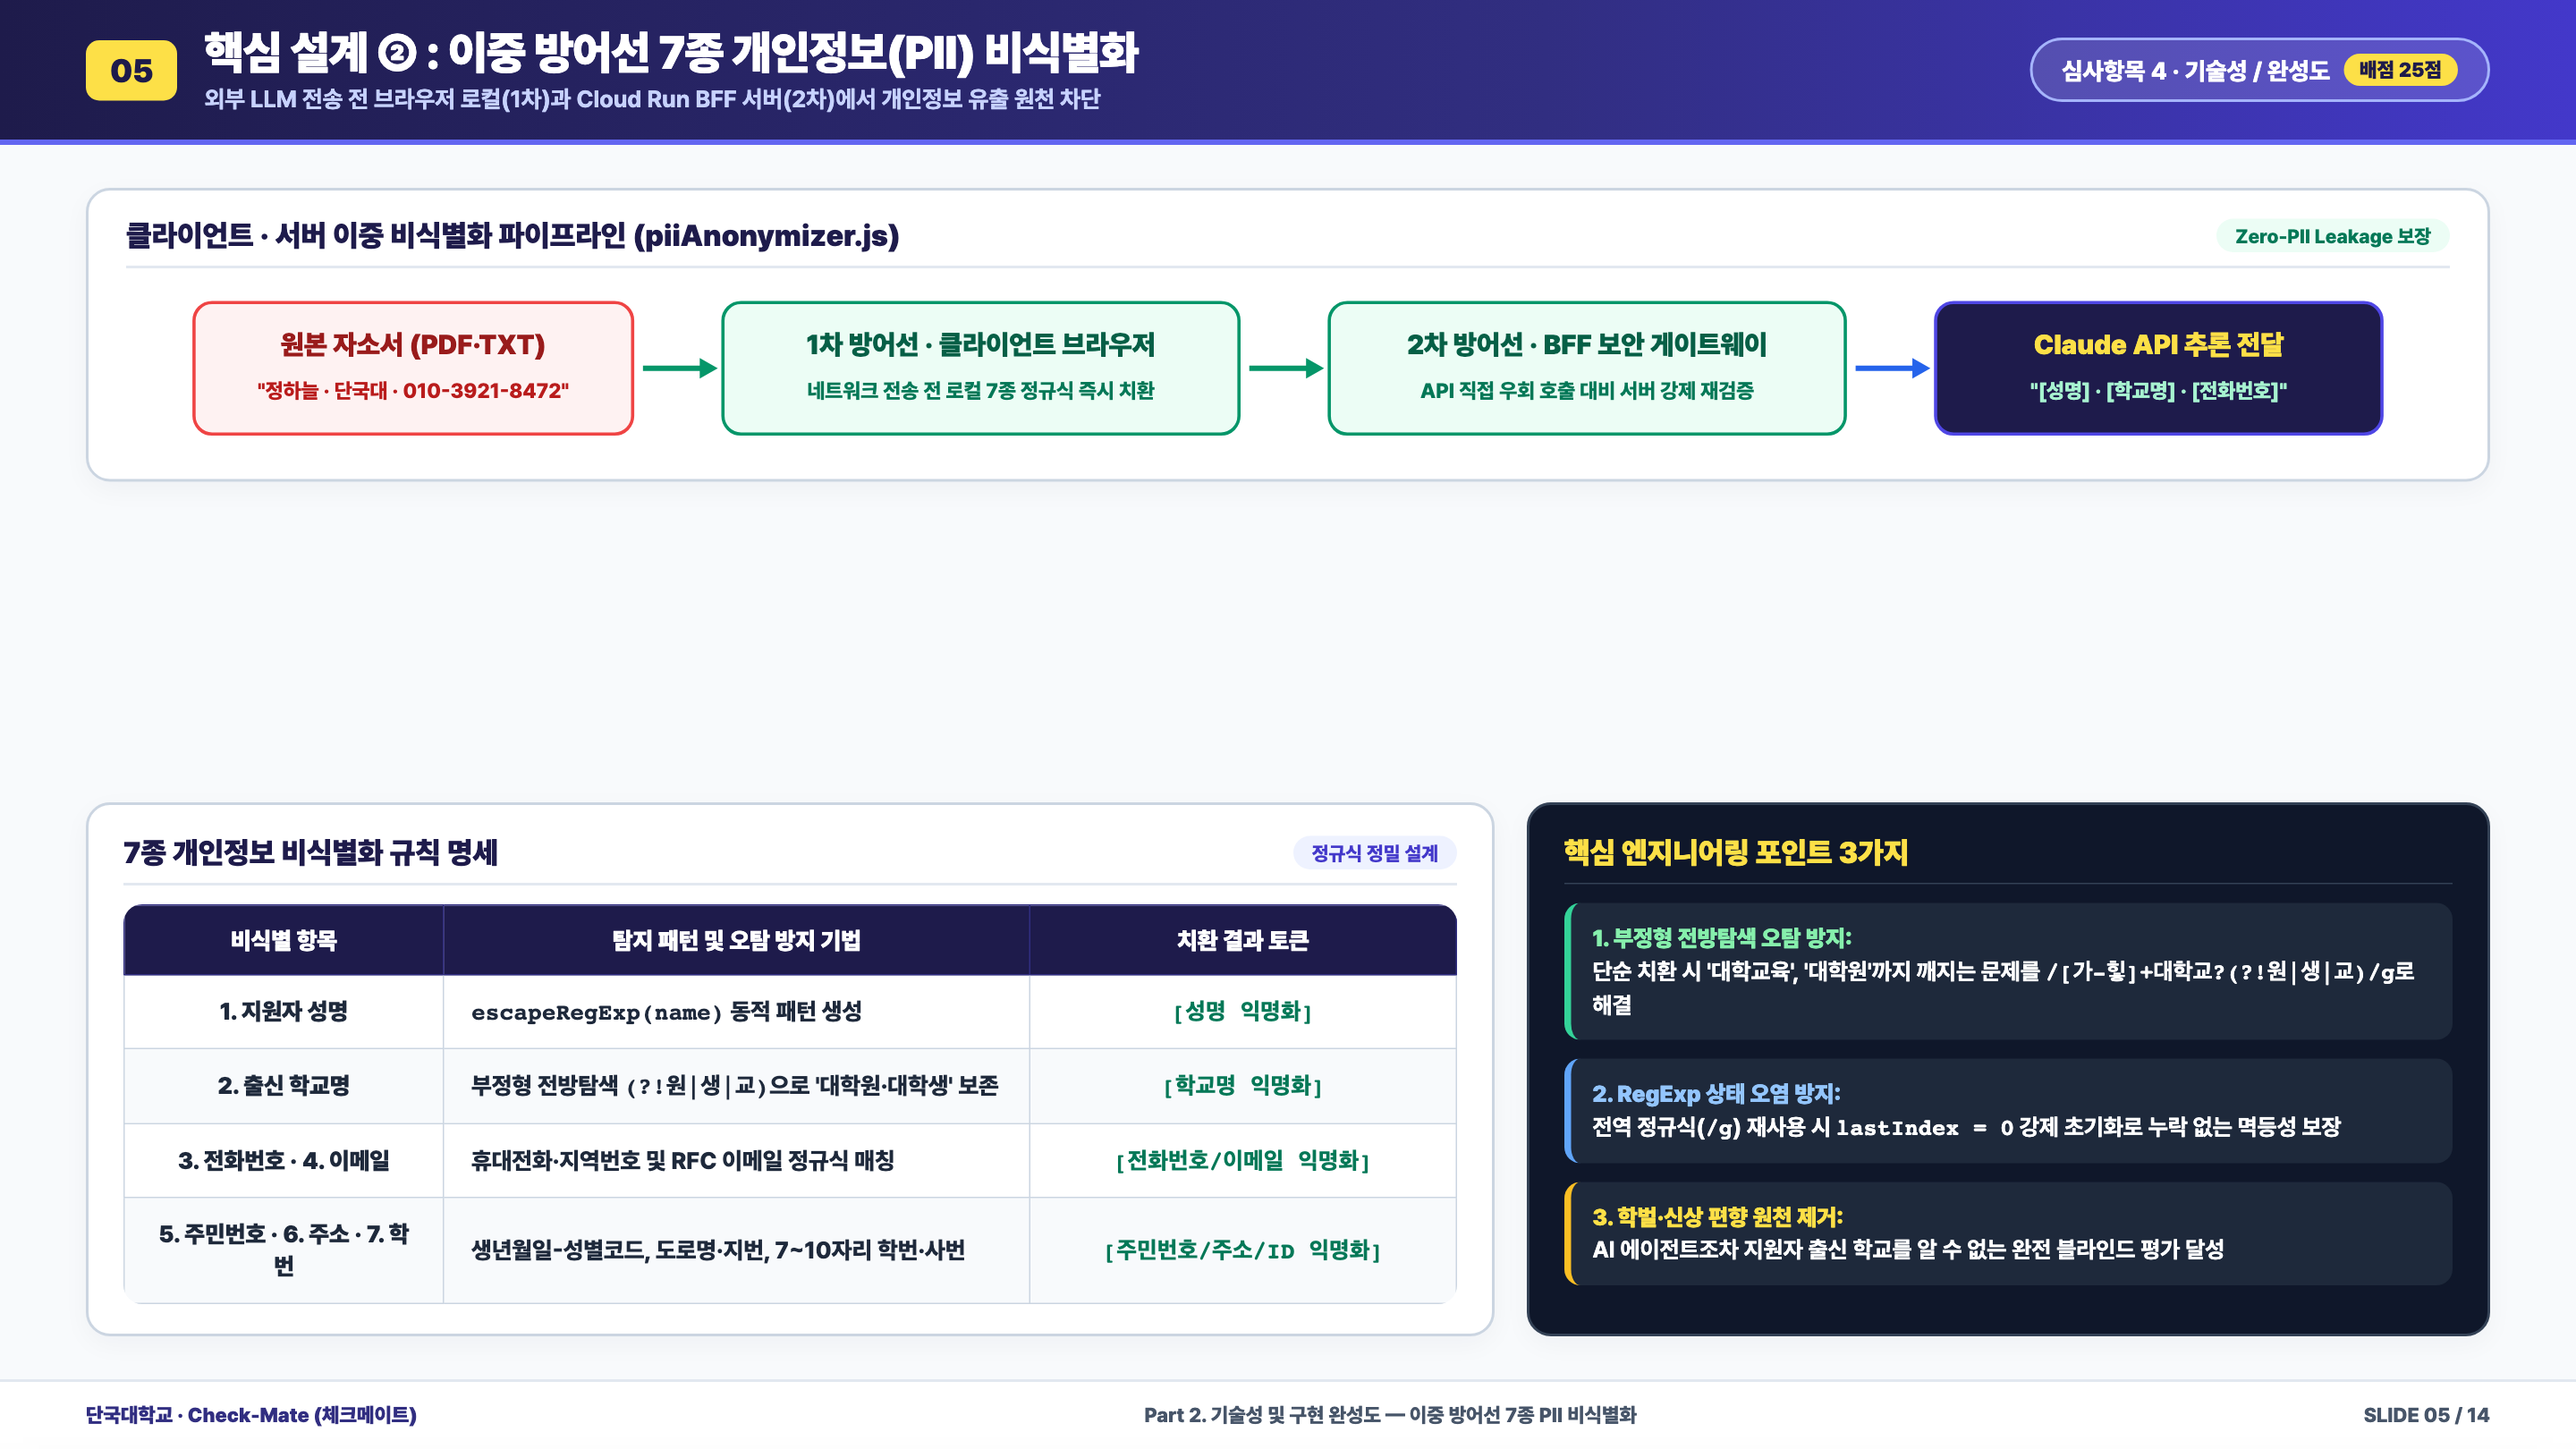 05
핵심 설계 ② : 이중 방어선 7종 개인정보(PII) 비식별화
외부 LLM 전송 전 브라우저 로컬(1차)과 Cloud Run BFF 서버(2차)에서 개인정보 유출 원천 차단
심사항목 4 · 기술성 / 완성도 배점 25점
클라이언트 · 서버 이중 비식별화 파이프라인 (piiAnonymizer.js)
Zero-PII Leakage 보장
원본 자소서 (PDF·TXT)
"정하늘 · 단국대 · 010-3921-8472"
1차 방어선 · 클라이언트 브라우저
네트워크 전송 전 로컬 7종 정규식 즉시 치환
2차 방어선 · BFF 보안 게이트웨이
API 직접 우회 호출 대비 서버 강제 재검증
Claude API 추론 전달
"[성명] · [학교명] · [전화번호]"
7종 개인정보 비식별화 규칙 명세
정규식 정밀 설계
비식별 항목 탐지 패턴 및 오탐 방지 기법 치환 결과 토큰
1. 지원자 성명 escapeRegExp(name) 동적 패턴 생성 [성명 익명화]
2. 출신 학교명 부정형 전방탐색 (?!원|생|교)으로 '대학원·대학생' 보존 [학교명 익명화]
3. 전화번호 · 4. 이메일 휴대전화·지역번호 및 RFC 이메일 정규식 매칭 [전화번호/이메일 익명화]
5. 주민번호 · 6. 주소 · 7. 학
번
생년월일-성별코드, 도로명·지번, 7~10자리 학번·사번 [주민번호/주소/ID 익명화]
핵심 엔지니어링 포인트 3가지
1. 부정형 전방탐색 오탐 방지:
단순 치환 시 '대학교육', '대학원'까지 깨지는 문제를 /[가-힣]+대학교?(?!원|생|교)/g로
해결
2. RegExp 상태 오염 방지:
전역 정규식(/g) 재사용 시 lastIndex = 0 강제 초기화로 누락 없는 멱등성 보장
3. 학벌·신상 편향 원천 제거:
AI 에이전트조차 지원자 출신 학교를 알 수 없는 완전 블라인드 평가 달성
단국대학교 · Check-Mate (체크메이트)
Part 2. 기술성 및 구현 완성도 — 이중 방어선 7종 PII 비식별화
SLIDE 05 / 14